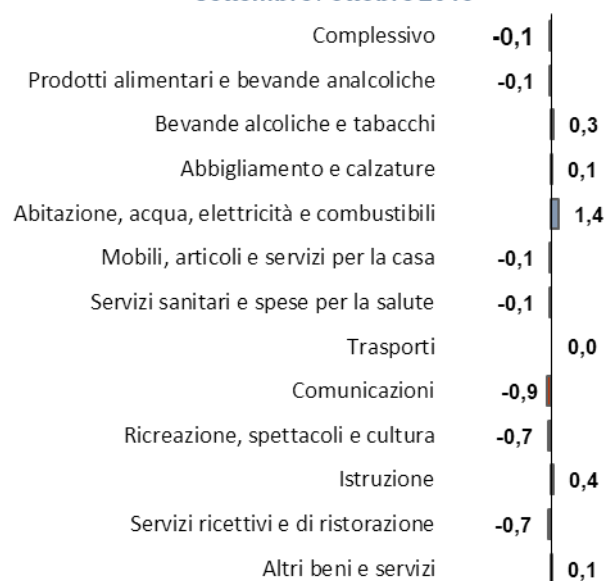 Complessivo -0,1
Prodotti alimentari e bevande analcoliche -0,1
Bevande alcoliche e tabacchi 0,3
Abbigliamento e calzature 0,1
Abitazione, acqua, elettricità e combustibili 1,4
Mobili, articoli e servizi per la casa -0,1
Servizi sanitari e spese per la salute -0,1
Trasporti 0,0
Comunicazioni -0,9
Ricreazione, spettacoli e cultura -0,7
Istruzione 0,4
Servizi ricettivi e di ristorazione -0,7
Altri beni e servizi 0,1